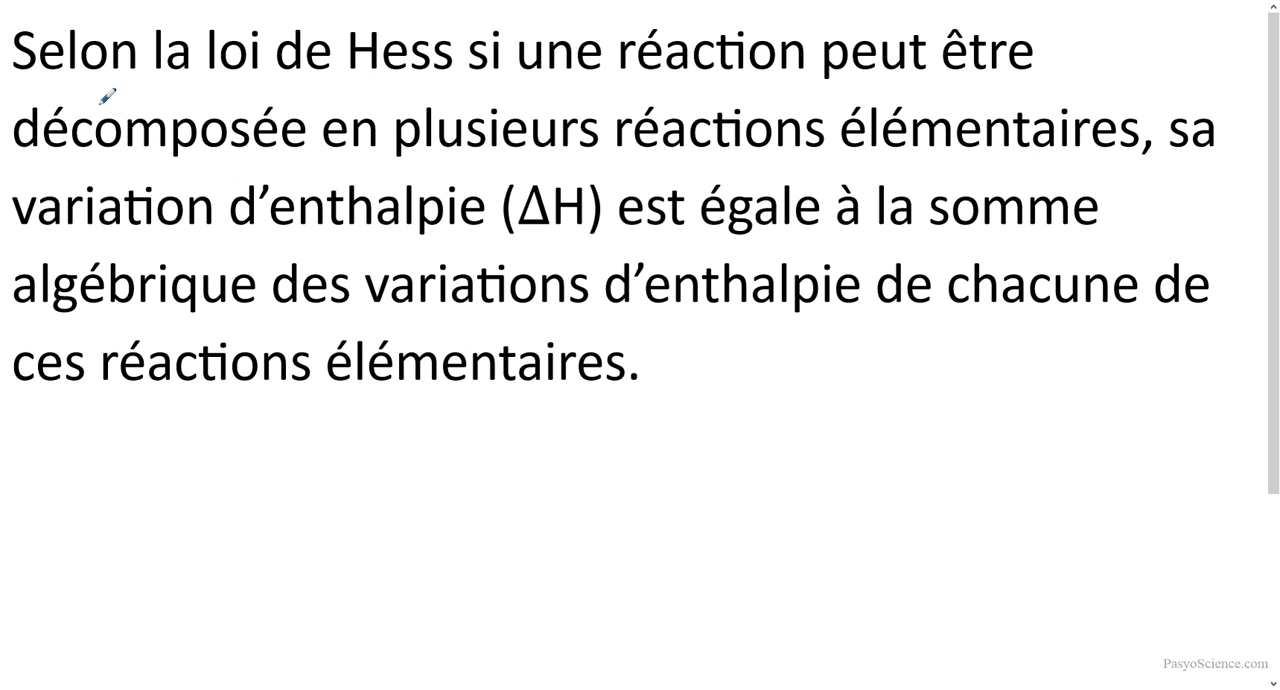 Selon la loi de Hess si une réaction peut être
décomposée en plusieurs réactions élémentaires, sa
variation d’enthalpie (ΔH) est égale à la somme
algébrique des variations d’enthalpie de chacune de
ces réactions élémentaires.
PasyoScience.com